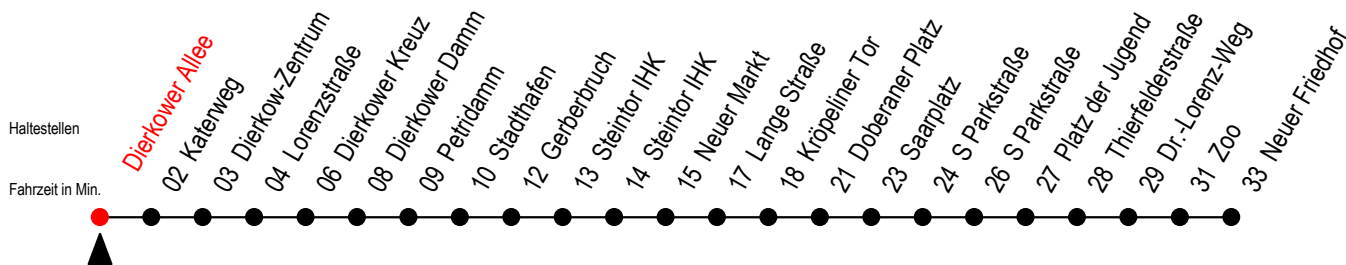 Haltestellen
Fahrzeit in Min.
Dierkower Allee
02 Katerweg
03 Dierkow-Zentrum
04 Lorenzstraße
06 Dierkower Kreuz
08 Dierkower Damm
09 Petridamm
10 Stadthafen
12 Gerberbruch
13 Steintor IHK
14 Steintor IHK
15 Neuer Markt
17 Lange Straße
18 Kröpeliner Tor
21 Doberaner Platz
23 Saarplatz
24 S Parkstraße
26 S Parkstraße
27 Platz der Jugend
28 Thierfelderstraße
29 Dr.-Lorenz-Weg
31 Zoo
33 Neuer Friedhof